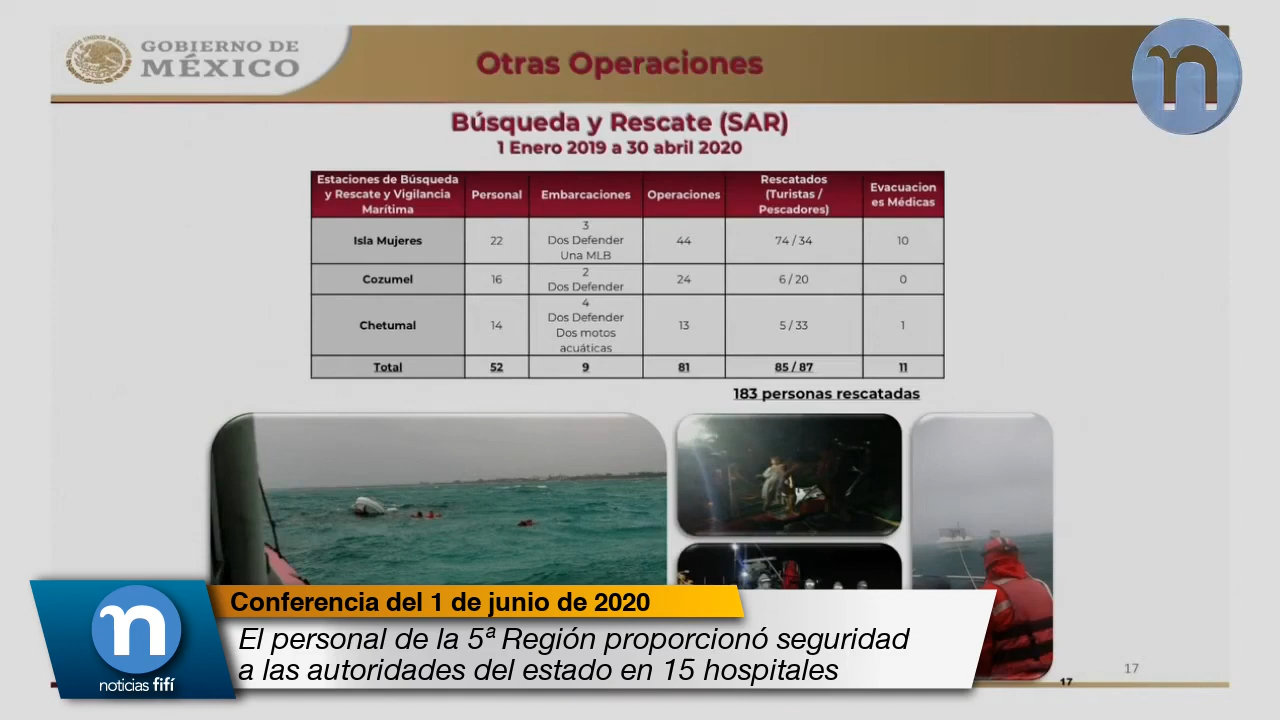 GOBIERNO DE
MÉXICO
Otras Operaciones
n
Búsqueda y Rescate (SAR)
1 Enero 2019 a 30 abril 2020
Estaciones de Búsqueda
y Rescate y Vigilancia
Marítima
Personal
Embarcaciones
Operaciones
Rescatados
(Turistas /
Pescadores)
Evacuacion
es Médicas
Isla Mujeres
22
3
Dos Defender
Una MLB
44
74 / 34
10
Cozumel
16
2
Dos Defender
24
6 / 20
0
Chetumal
14
4
Dos Defender
Dos motos
acuáticas
13
5 / 33
1
Total
52
9
81
85 / 87
11
183 personas rescatadas
Conferencia del 1 de junio de 2020
El personal de la 5ª Región proporcionó seguridad
a las autoridades del estado en 15 hospitales
n
noticias fifí
17
17